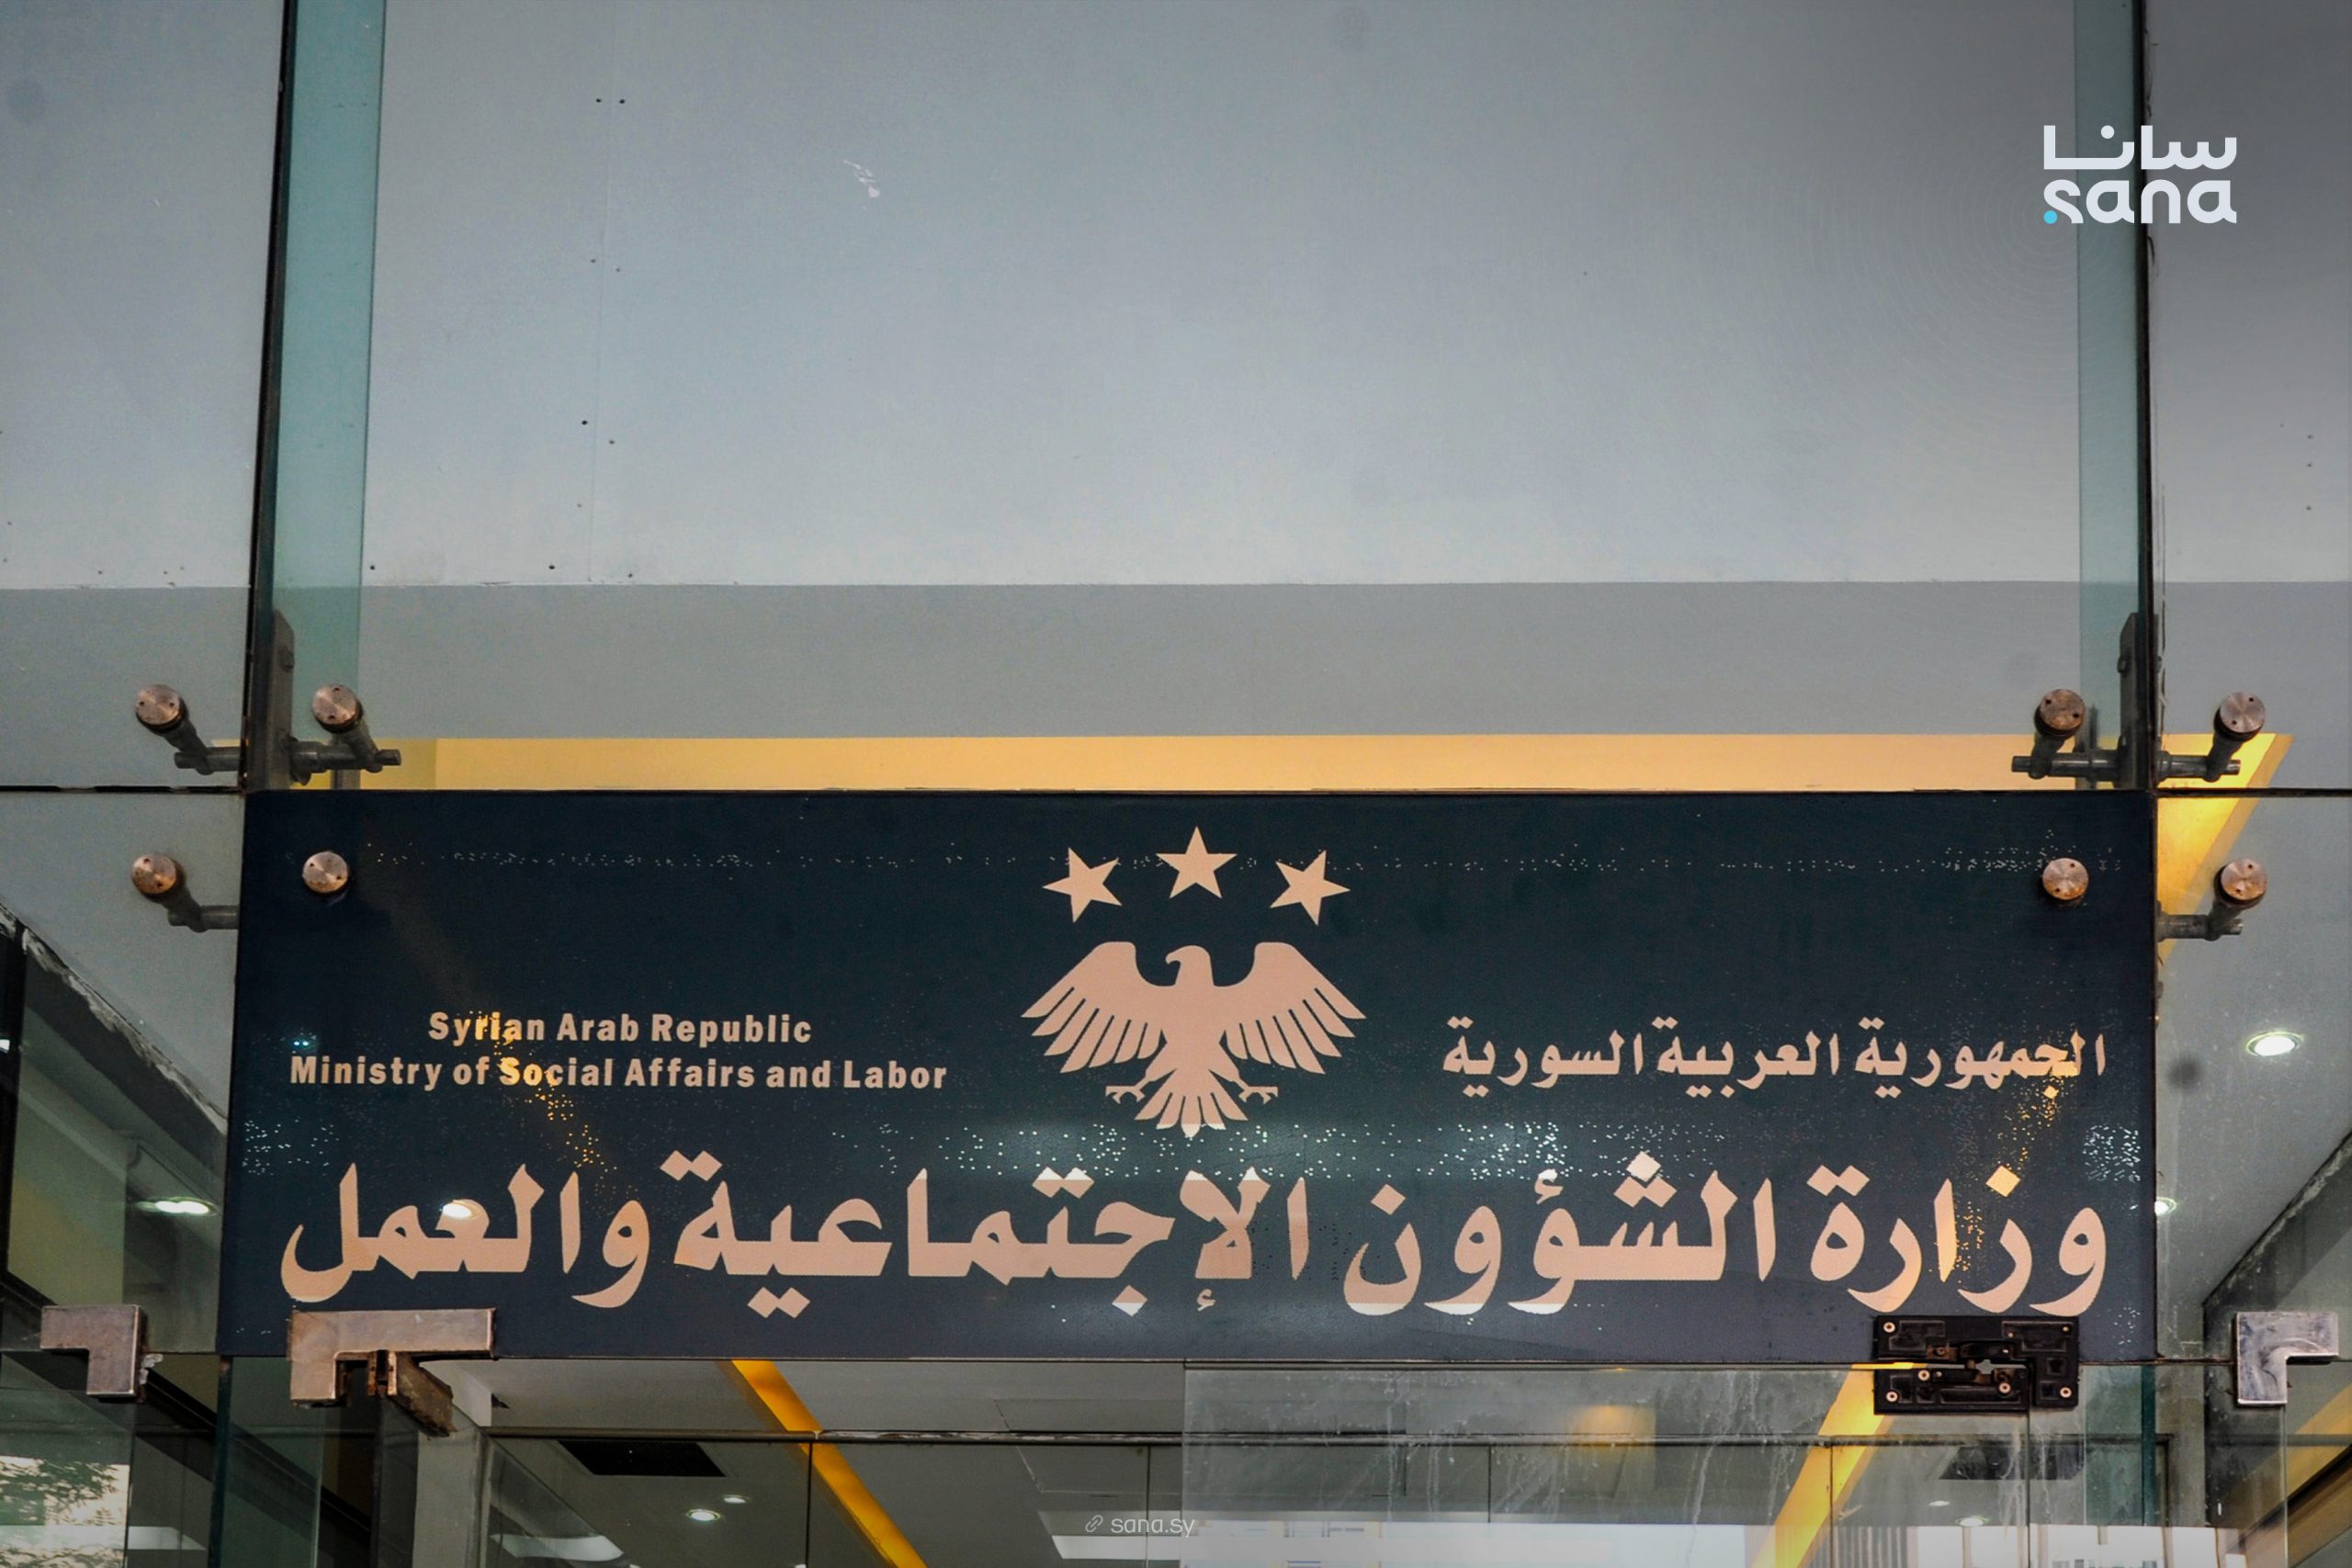 سانا
sana
Syrian Arab Republic
Ministry of Social Affairs and Labor
الجمهورية العربية السورية
وزارة الشؤون الإجتماعية والعمل
sana.sy